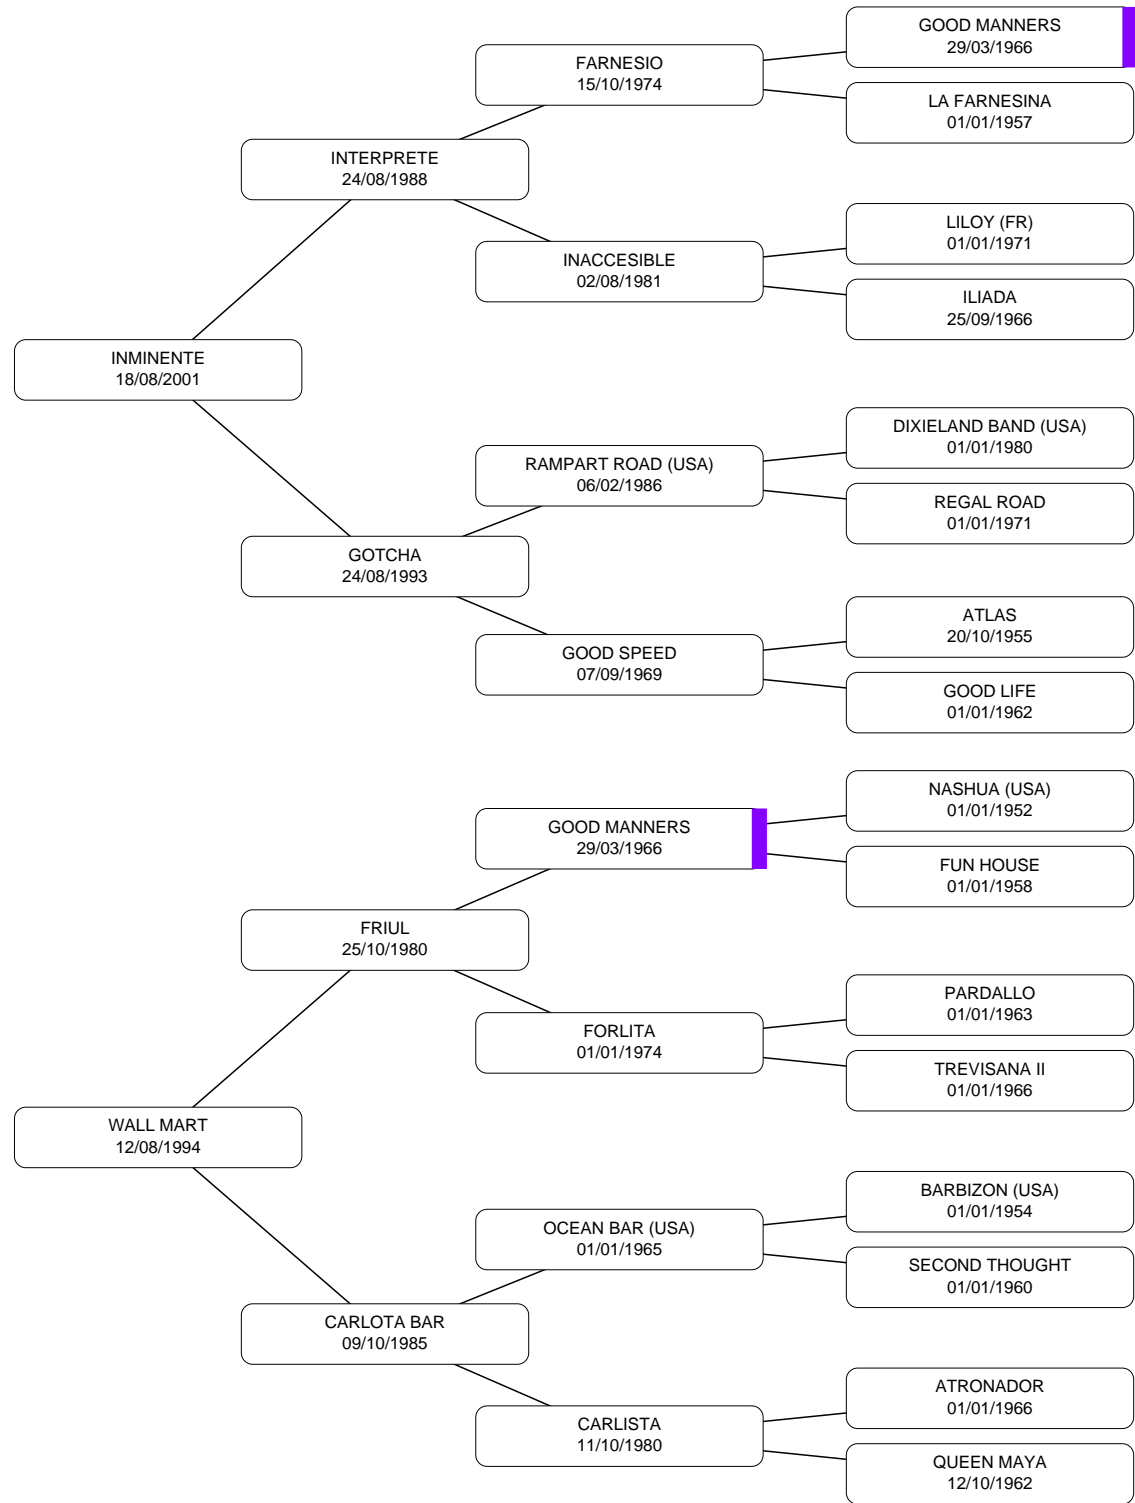 GOOD MANNERS
29/03/1966
FARNESIO
15/10/1974
LA FARNESINA
01/01/1957
INTERPRETE
24/08/1988
LILOY (FR)
01/01/1971
INACCESIBLE
02/08/1981
ILIADA
25/09/1966
INMINENTE
18/08/2001
DIXIELAND BAND (USA)
01/01/1980
RAMPART ROAD (USA)
06/02/1986
REGAL ROAD
01/01/1971
GOTCHA
24/08/1993
ATLAS
20/10/1955
GOOD SPEED
07/09/1969
GOOD LIFE
01/01/1962
NASHUA (USA)
01/01/1952
GOOD MANNERS
29/03/1966
FUN HOUSE
01/01/1958
FRIUL
25/10/1980
PARDALLO
01/01/1963
FORLITA
01/01/1974
TREVISANA II
01/01/1966
WALL MART
12/08/1994
BARBIZON (USA)
01/01/1954
OCEAN BAR (USA)
01/01/1965
SECOND THOUGHT
01/01/1960
CARLOTA BAR
09/10/1985
ATRONADOR
01/01/1966
CARLISTA
11/10/1980
QUEEN MAYA
12/10/1962